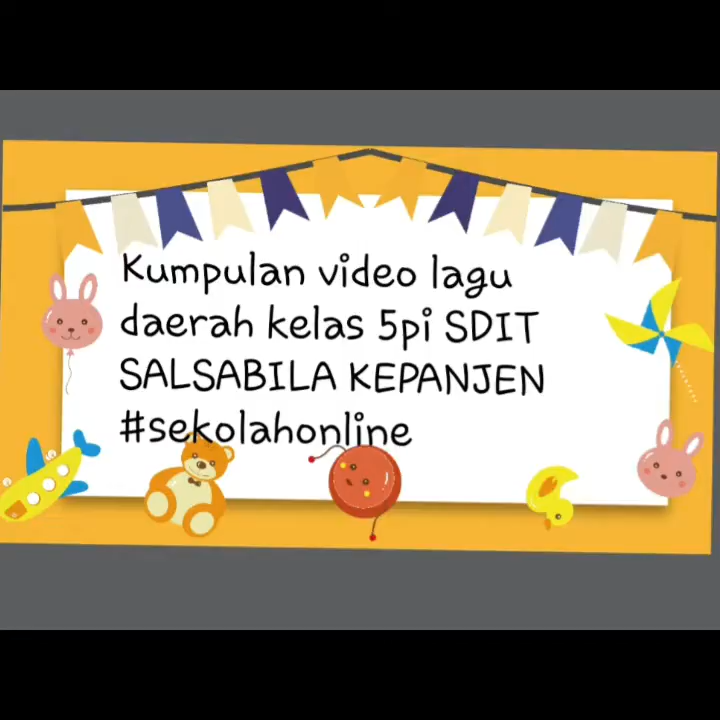 Kumpulan video lagu
daerah kelas 5pi SDIT
SALSABILA KEPANJEN
#sekolahonline